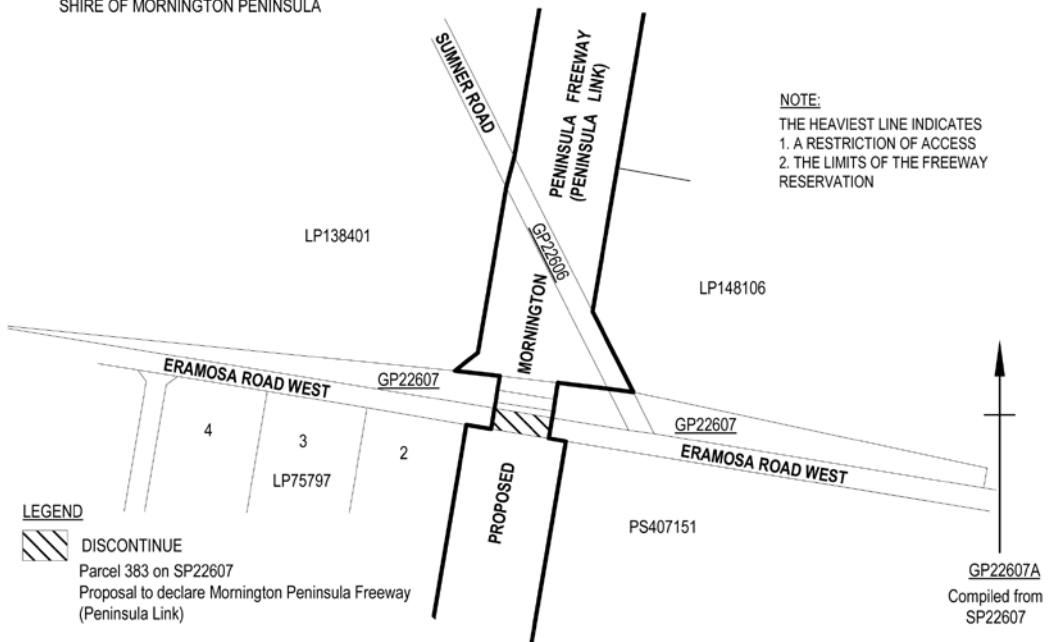 SHIRE OF MORNINGTON PENINSULA
SUMNER ROAD
PENINSULA FREEWAY
(PENINSULA LINK)
NOTE:
THE HEAVIEST LINE INDICATES
1. A RESTRICTION OF ACCESS
2. THE LIMITS OF THE FREEWAY
RESERVATION
LP138401
GP22606
LP148106
MORNINGTON
ERAMOSA ROAD WEST
GP22607
GP22607
ERAMOSA ROAD WEST
4
3
2
LP75797
PROPOSED
PS407151
LEGEND
DISCONTINUE
Parcel 383 on SP22607
Proposal to declare Mornington Peninsula Freeway
(Peninsula Link)
GP22607A
Compiled from
SP22607